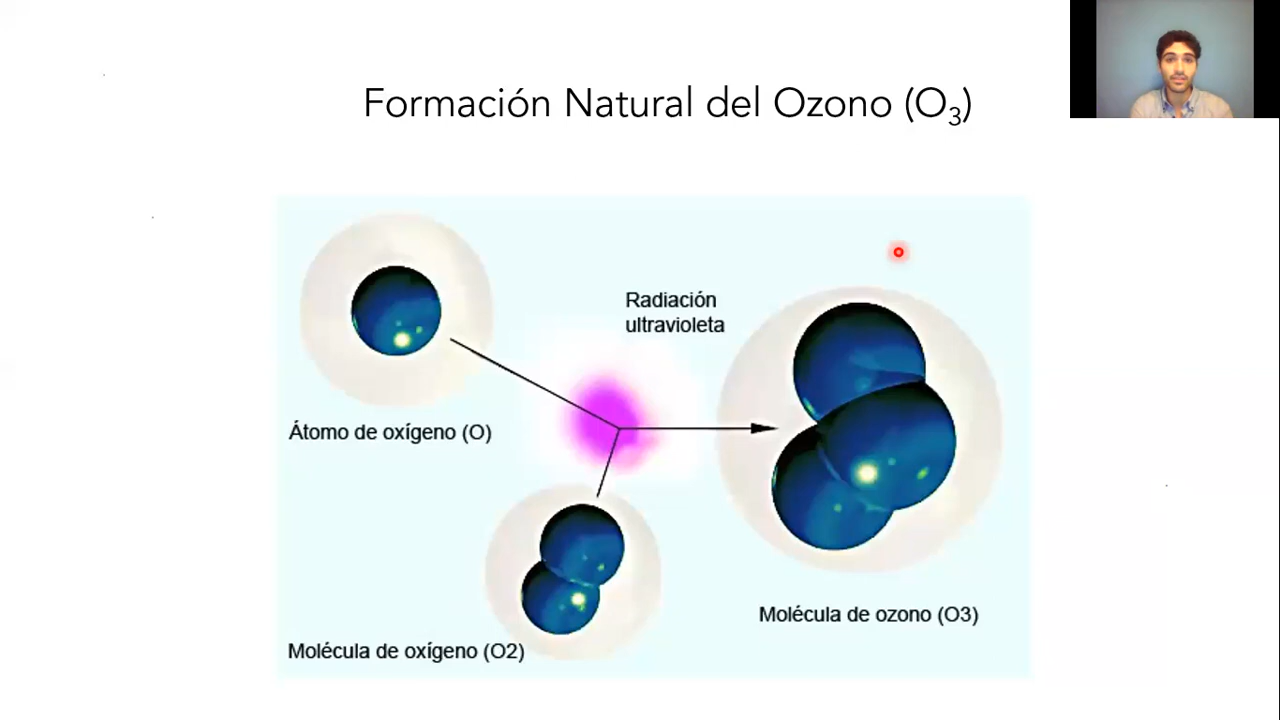 Formación Natural del Ozono (O₃)
Radiación
ultravioleta
Átomo de oxígeno (O)
Molécula de ozono (O3)
Molécula de oxígeno (O2)